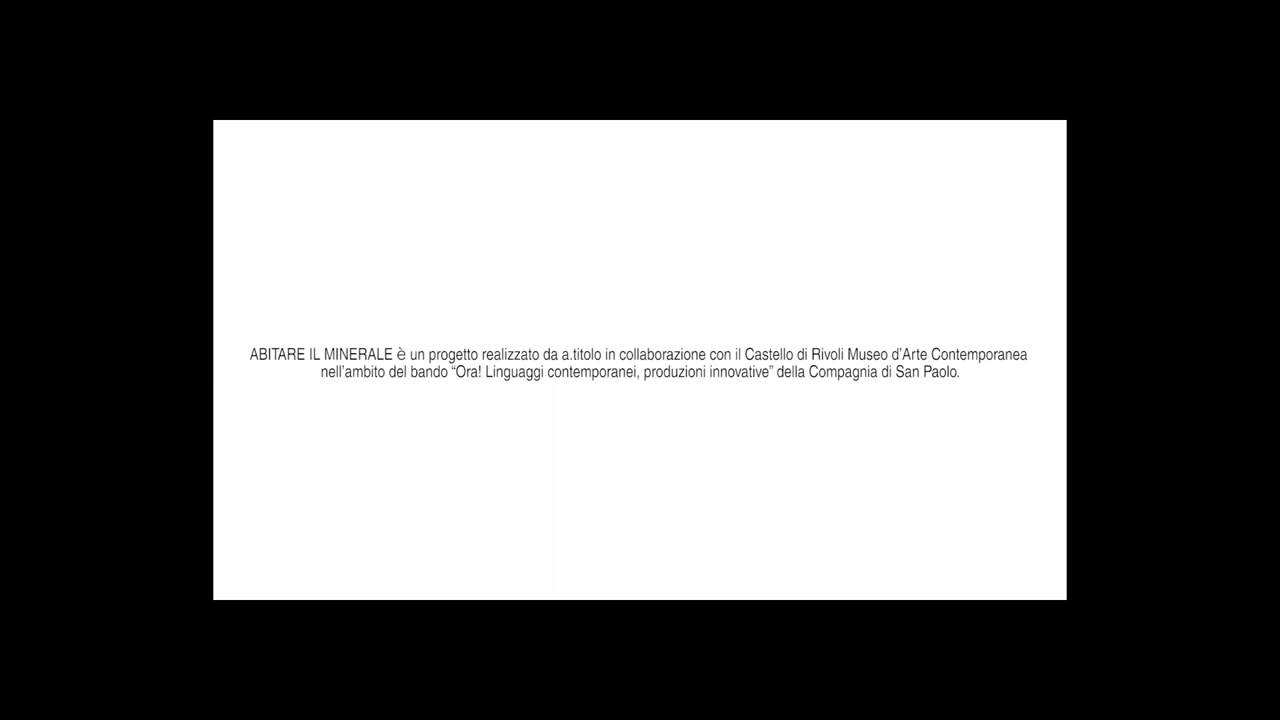 ABITARE IL MINERALE è un progetto realizzato da a.titolo in collaborazione con il Castello di Rivoli Museo d’Arte Contemporanea
nell’ambito del bando “Ora! Linguaggi contemporanei, produzioni innovative” della Compagnia di San Paolo.